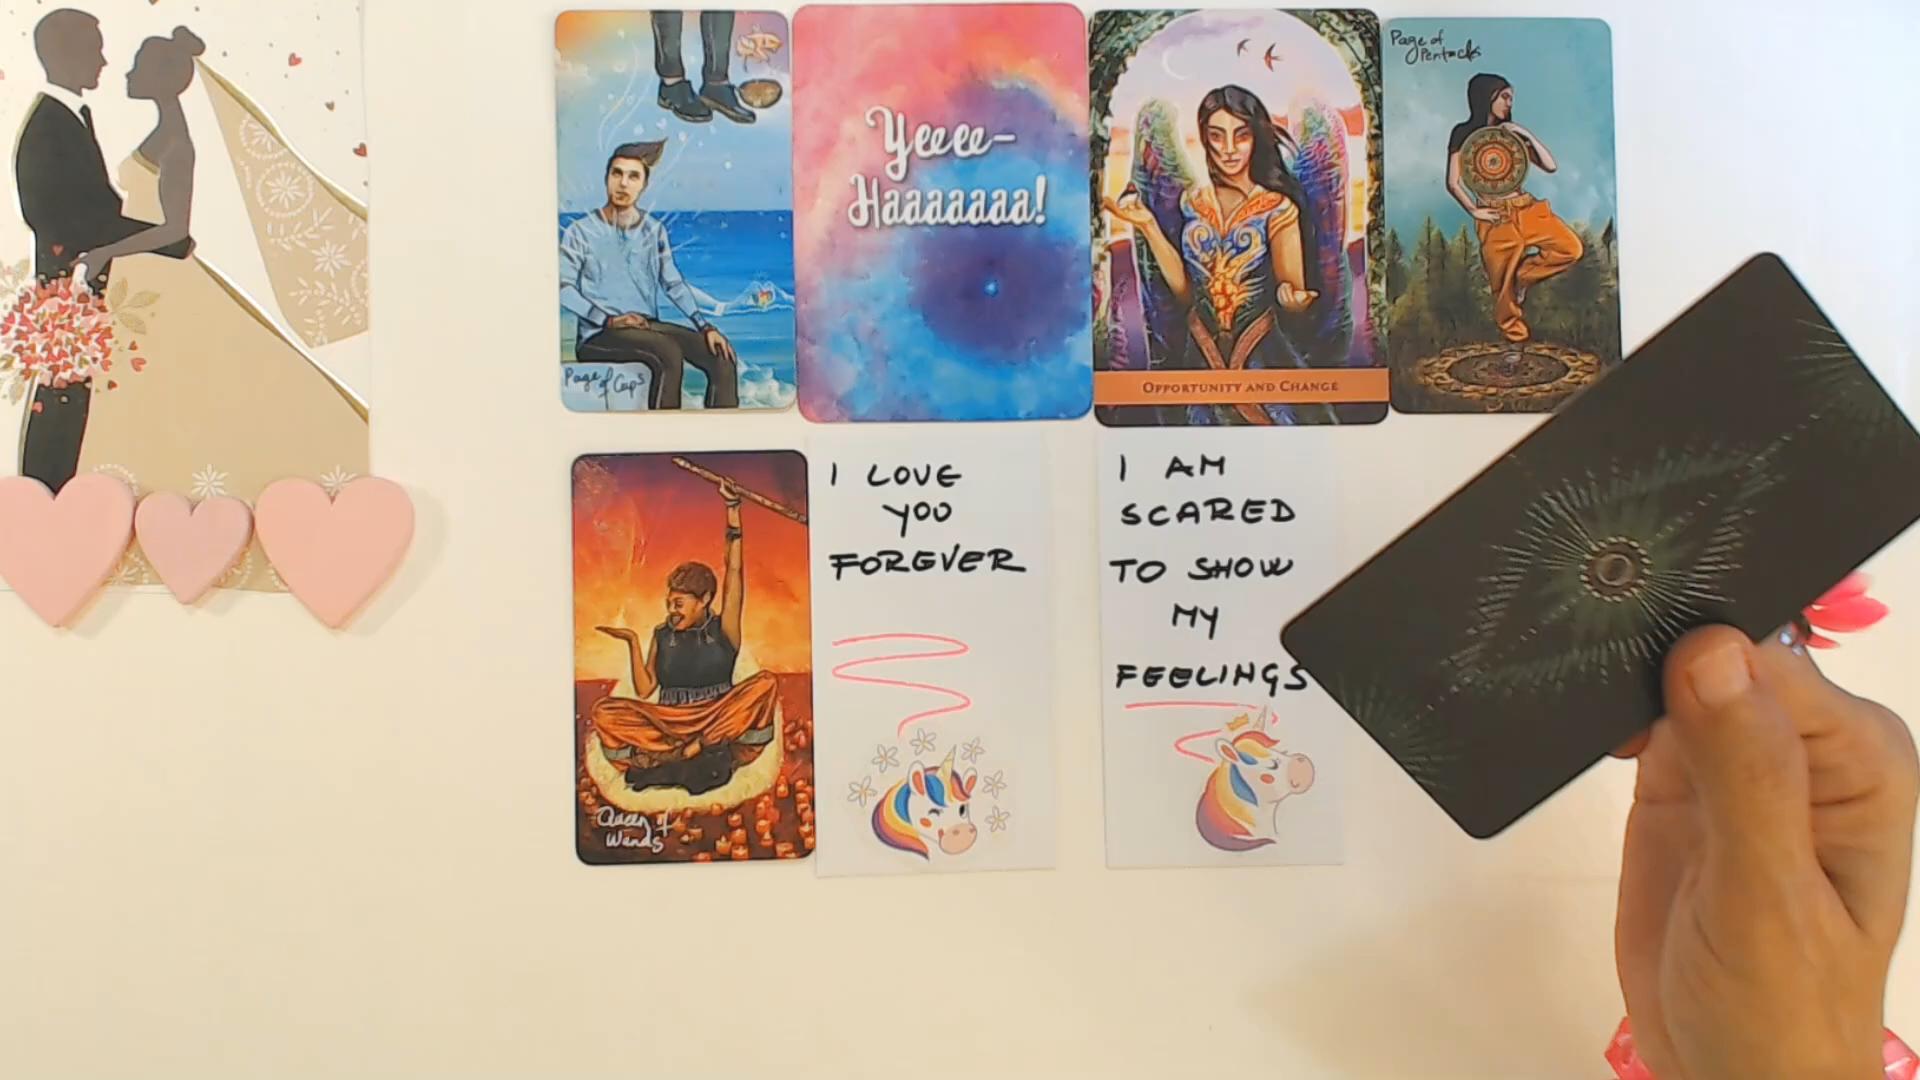 Page of
Cups
Yeeee-
Haaaaaaa!
OPPORTUNITY AND CHANGE
Page of
Pentacles
Queen of
Wands
I LOVE
YOU
FOREVER
I AM
SCARED
TO SHOW
MY
FEELINGS